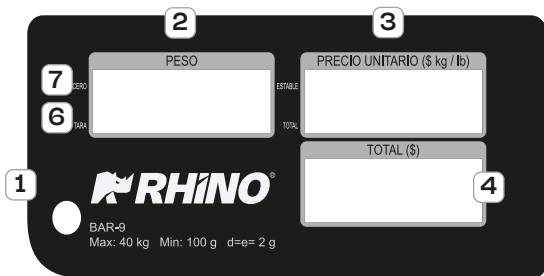 2
3
PESO
PRECIO UNITARIO ($ kg / lb)
7
CERO
ESTABLE
6
TARA
TOTAL
TOTAL ($)
1
4
RHINO®
BAR-9
Max: 40 kg Min: 100 g d=e= 2 g